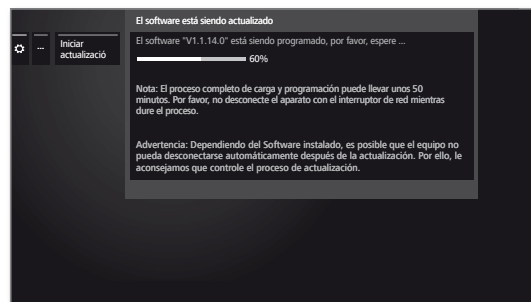 El software está siendo actualizado
...
Iniciar
actualizació
El software "V1.1.14.0" está siendo programado, por favor, espere ...
60%
Nota: El proceso completo de carga y programación puede llevar unos 50
minutos. Por favor, no desconecte el aparato con el interruptor de red mientras
dure el proceso.
Advertencia: Dependiendo del Software instalado, es posible que el equipo no
pueda desconectarse automáticamente después de la actualización. Por ello, le
aconsejamos que controle el proceso de actualización.